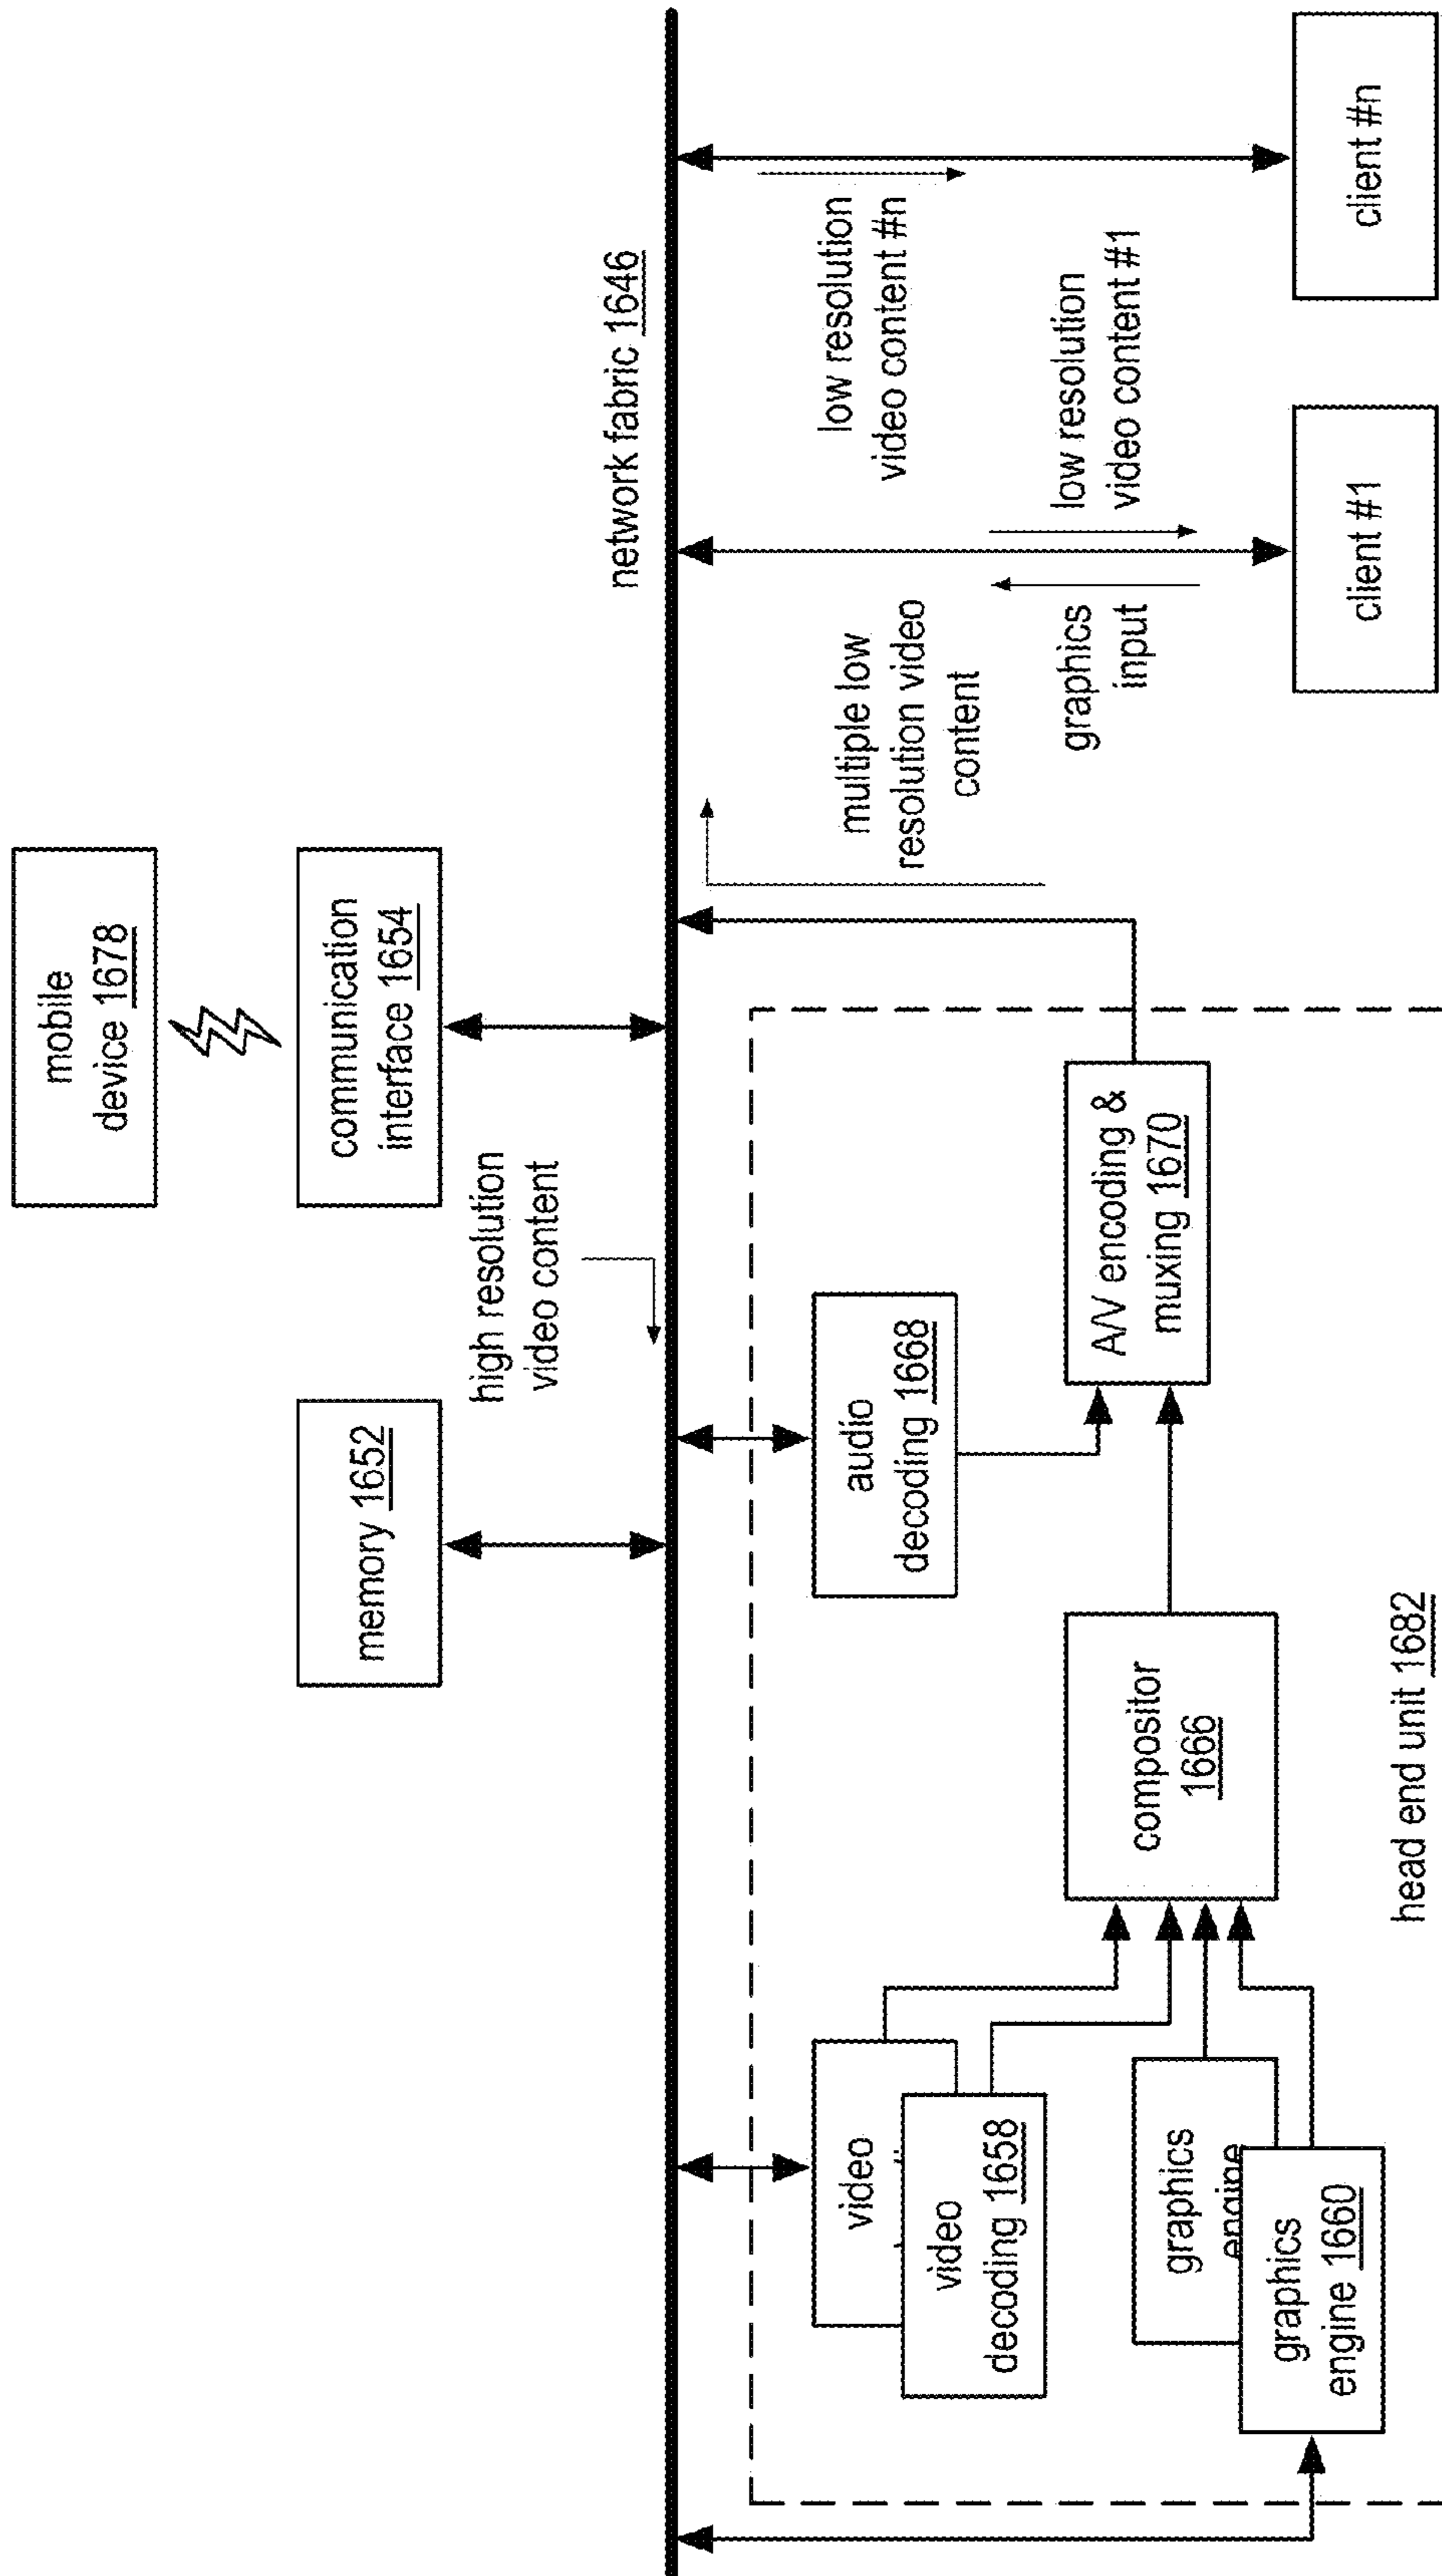 mobile
device 1678
communication
interface 1654
memory 1652
high resolution
video content
network fabric 1646
low resolution
video content #n
low resolution
video content #1
multiple low
resolution video
content
graphics
input
client #1
client #n
audio
decoding 1668
A/V encoding &
muxing 1670
compositor
1666
video
video
decoding 1658
graphics
engine
graphics
engine 1660
head end unit 1682